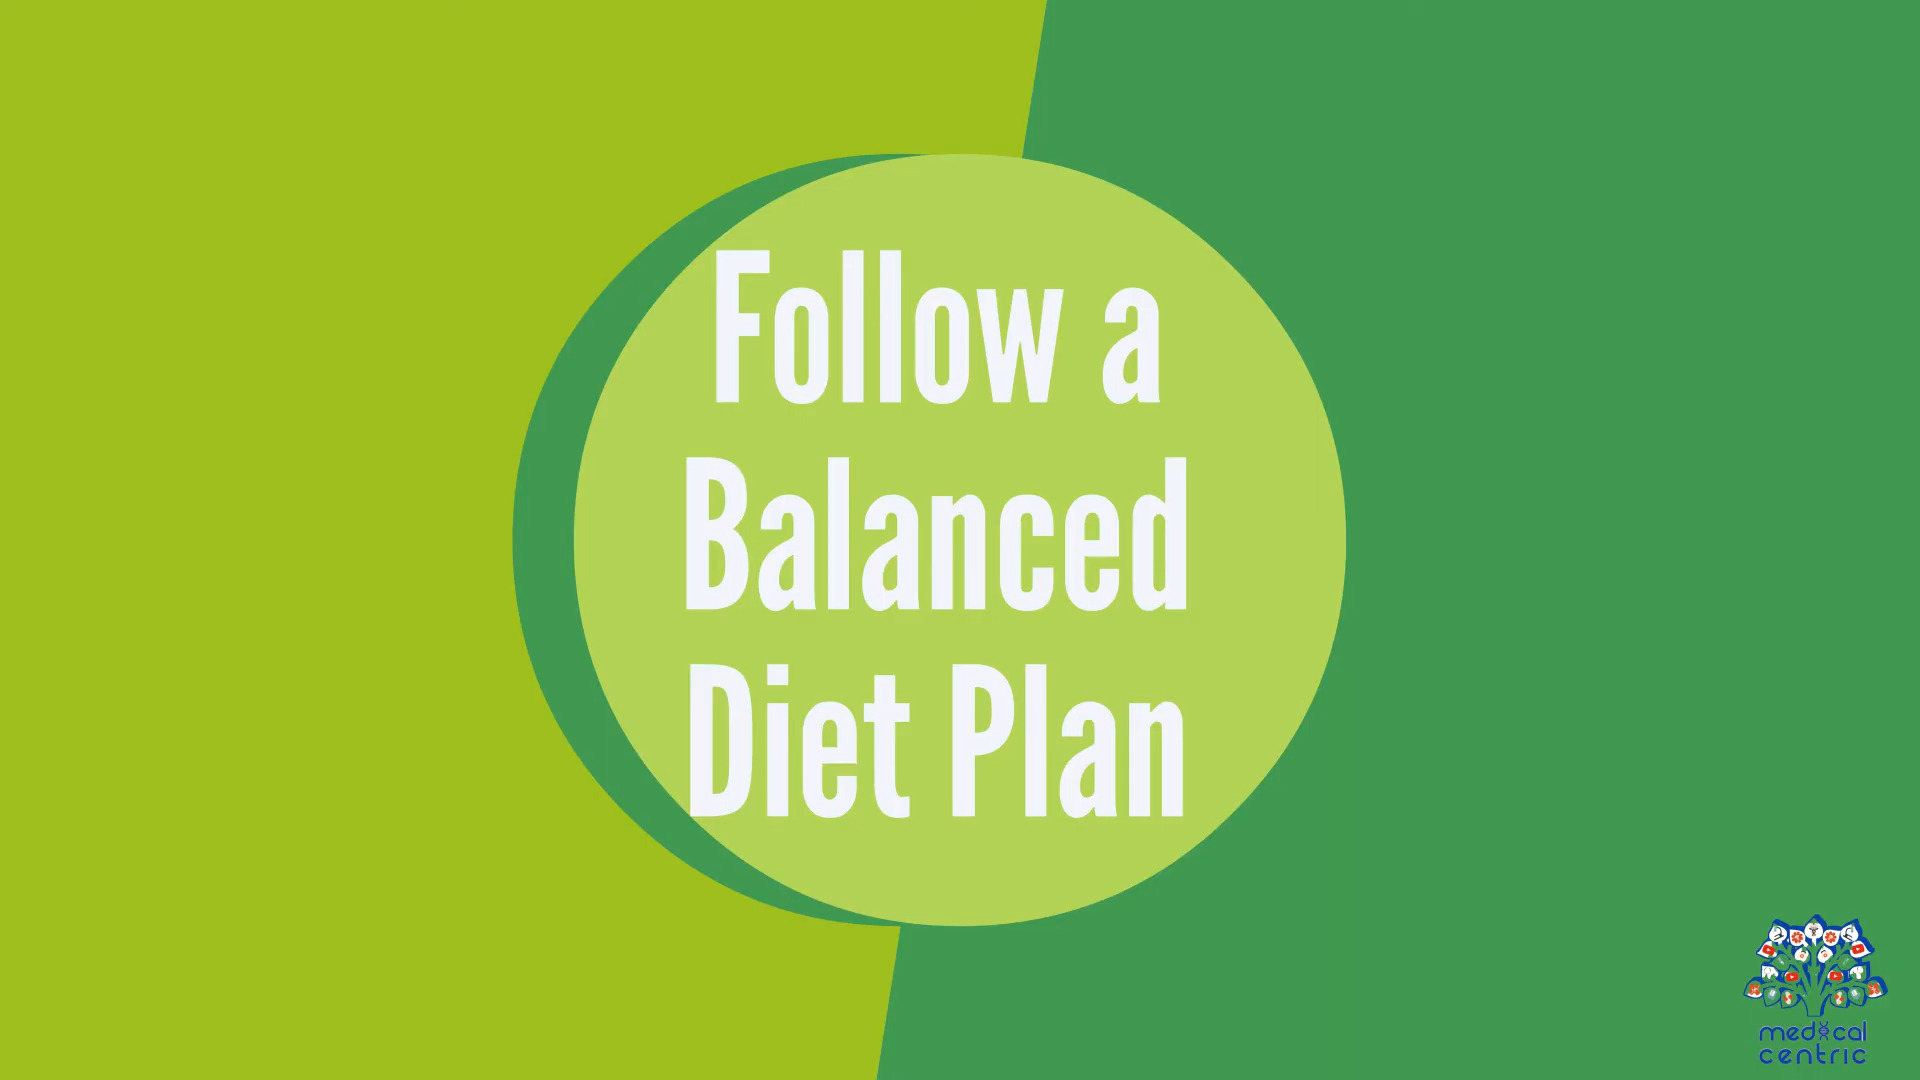 Follow a
Balanced
Diet Plan
medical
centric